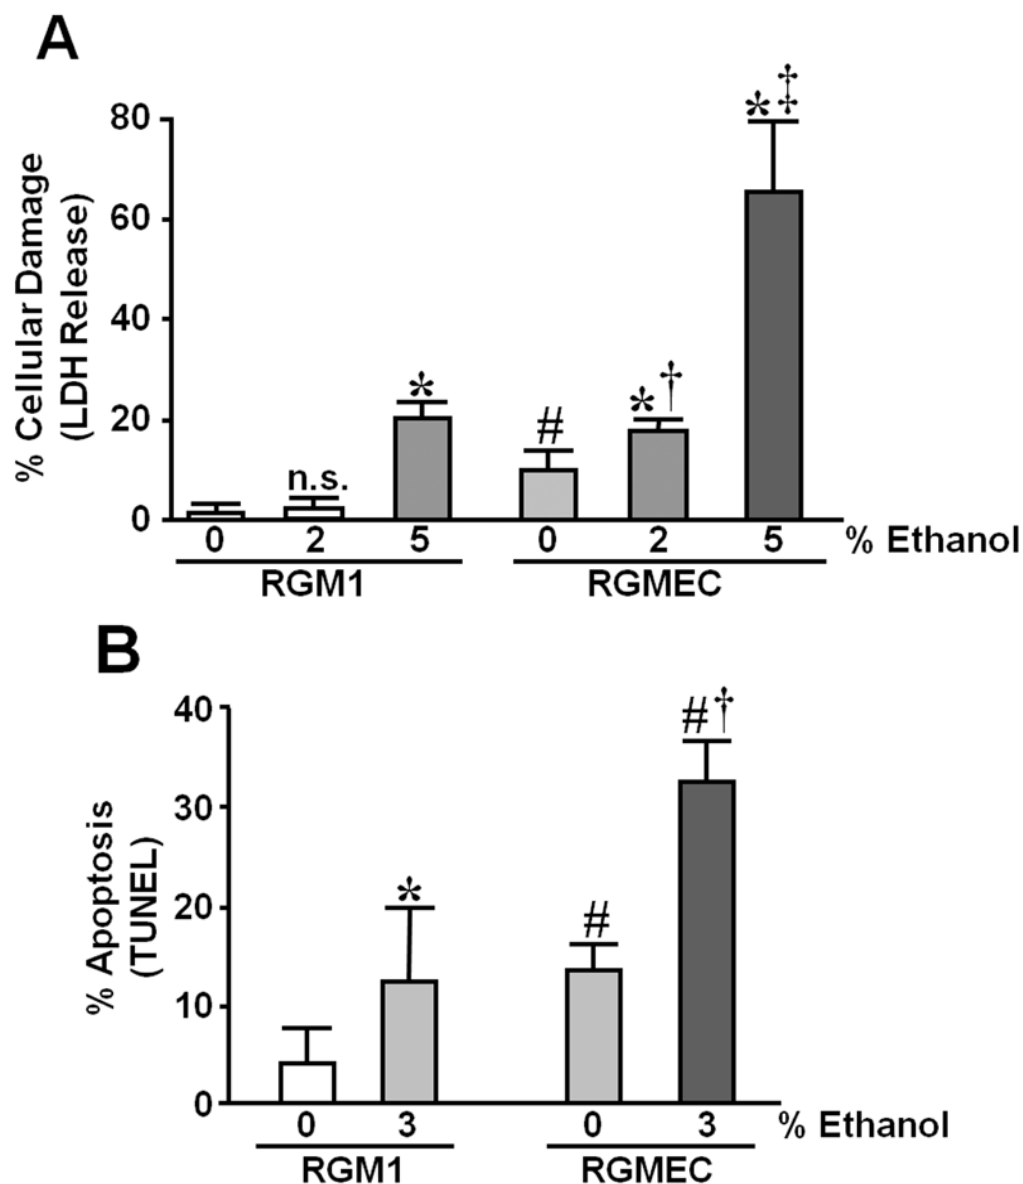 A
% Cellular Damage
(LDH Release)
80
60
40
20
0
n.s.
*
#
*†
*‡
0 2 5 0 2 5 % Ethanol
RGM1 RGMEC
B
% Apoptosis
(TUNEL)
40
30
20
10
0
*
#
#†
0 3 0 3 % Ethanol
RGM1 RGMEC